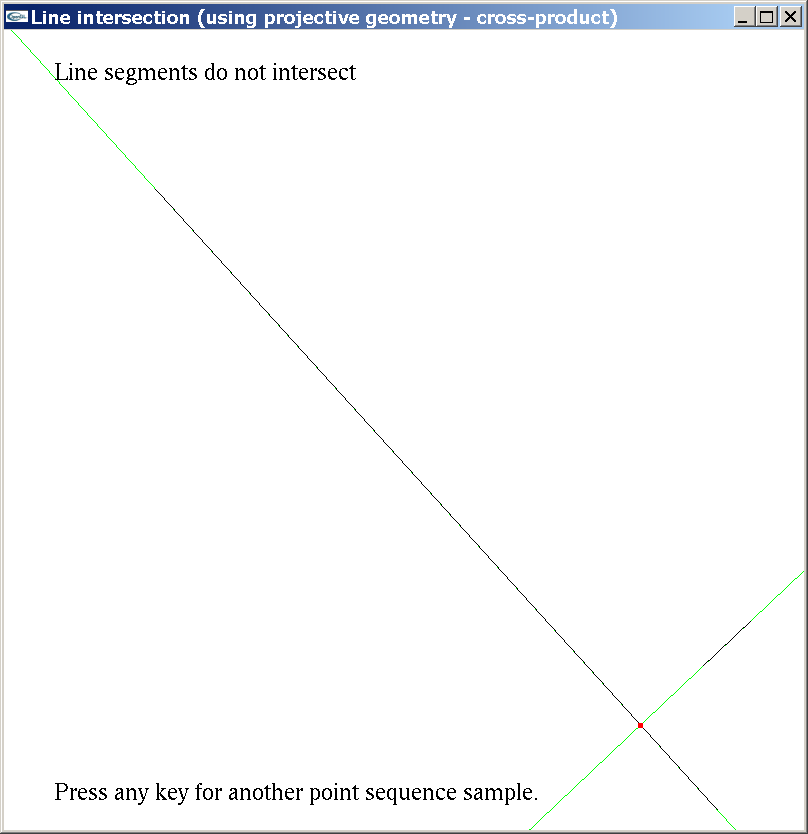 Line intersection (using projective geometry - cross-product)
Line segments do not intersect
Press any key for another point sequence sample.